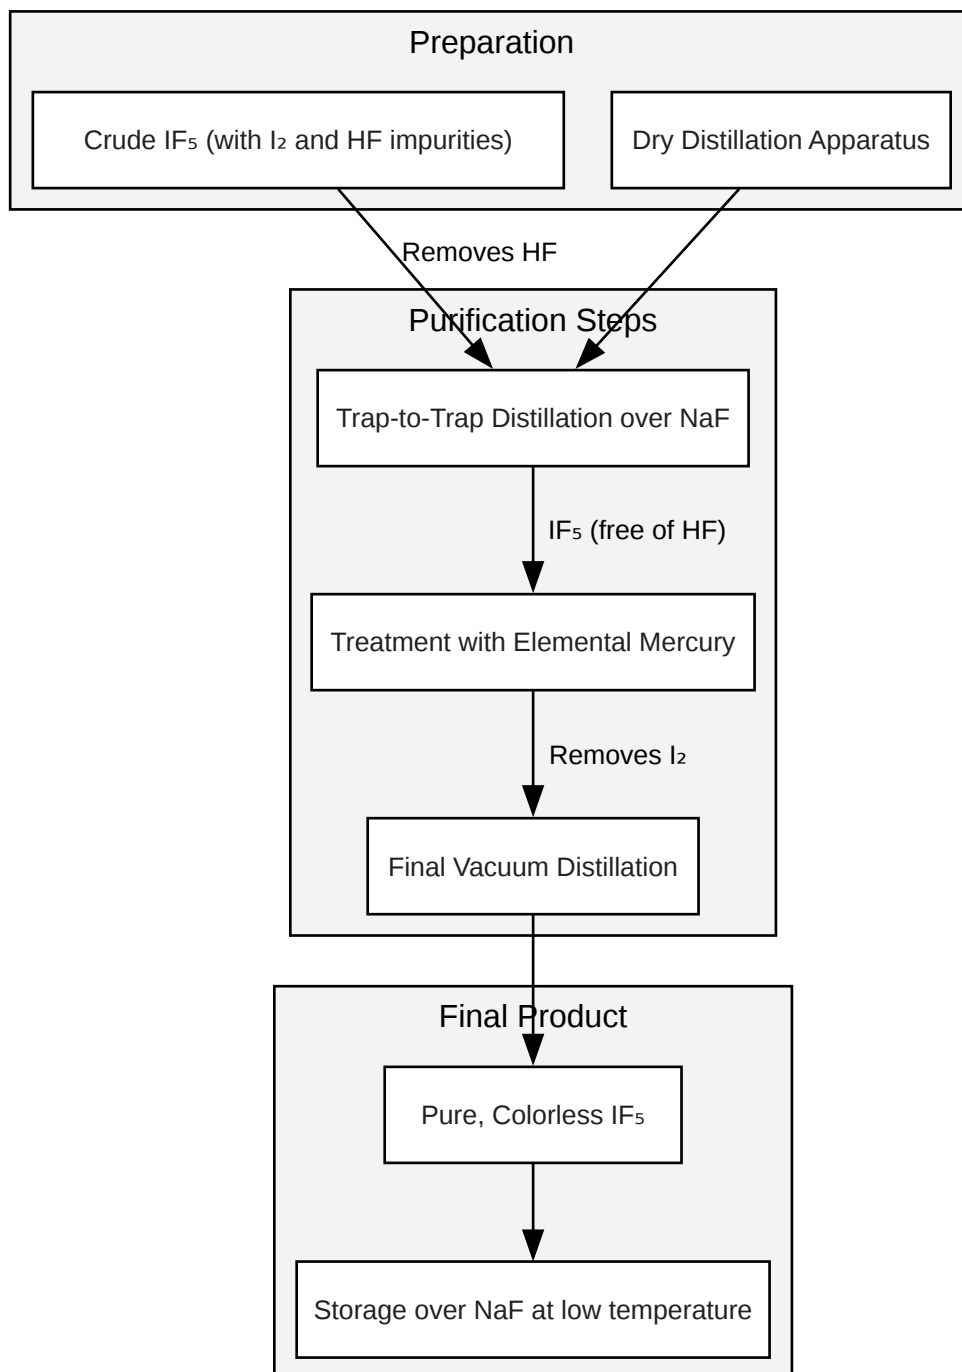 Preparation
Crude IF₅ (with I₂ and HF impurities)
Dry Distillation Apparatus
Removes HF
Purification Steps
Trap-to-Trap Distillation over NaF
IF₅ (free of HF)
Treatment with Elemental Mercury
Removes I₂
Final Vacuum Distillation
Final Product
Pure, Colorless IF₅
Storage over NaF at low temperature